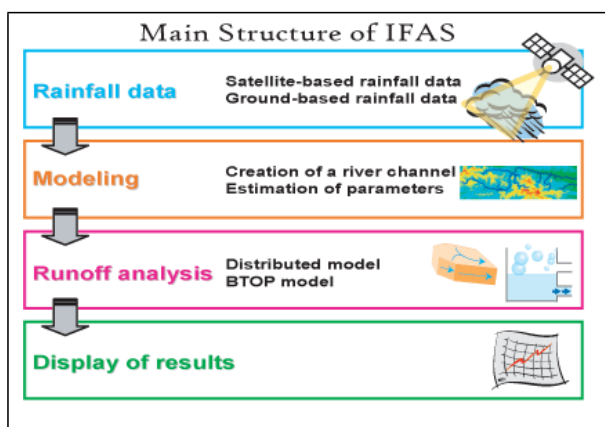 Main Structure of IFAS
Rainfall data
Satellite-based rainfall data
Ground-based rainfall data
Modeling
Creation of a river channel
Estimation of parameters
Runoff analysis
Distributed model
BTOP model
Display of results